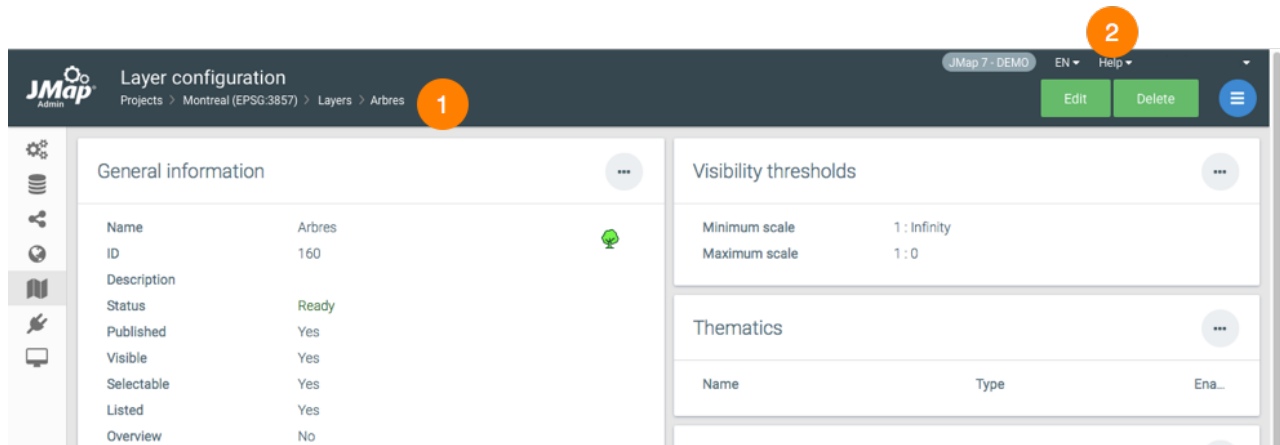 2
JMap 7 - DEMO EN Help
JMap
Admin
Layer configuration
Projects > Montreal (EPSG:3857) > Layers > Arbres
1
Edit Delete
General information
Name Arbres
ID 160
Description
Status Ready
Published Yes
Visible Yes
Selectable Yes
Listed Yes
Overview No
Visibility thresholds
Minimum scale 1 : Infinity
Maximum scale 1 : 0
Thematics
Name Type Ena...